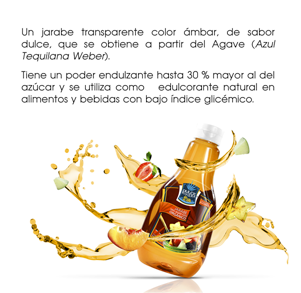 Un jarabe transparente color ámbar, de sabor
dulce, que se obtiene a partir del Agave (Azul
Tequilana Weber).
Tiene un poder endulzante hasta 30 % mayor al del
azúcar y se utiliza como edulcorante natural en
alimentos y bebidas con bajo índice glicémico.